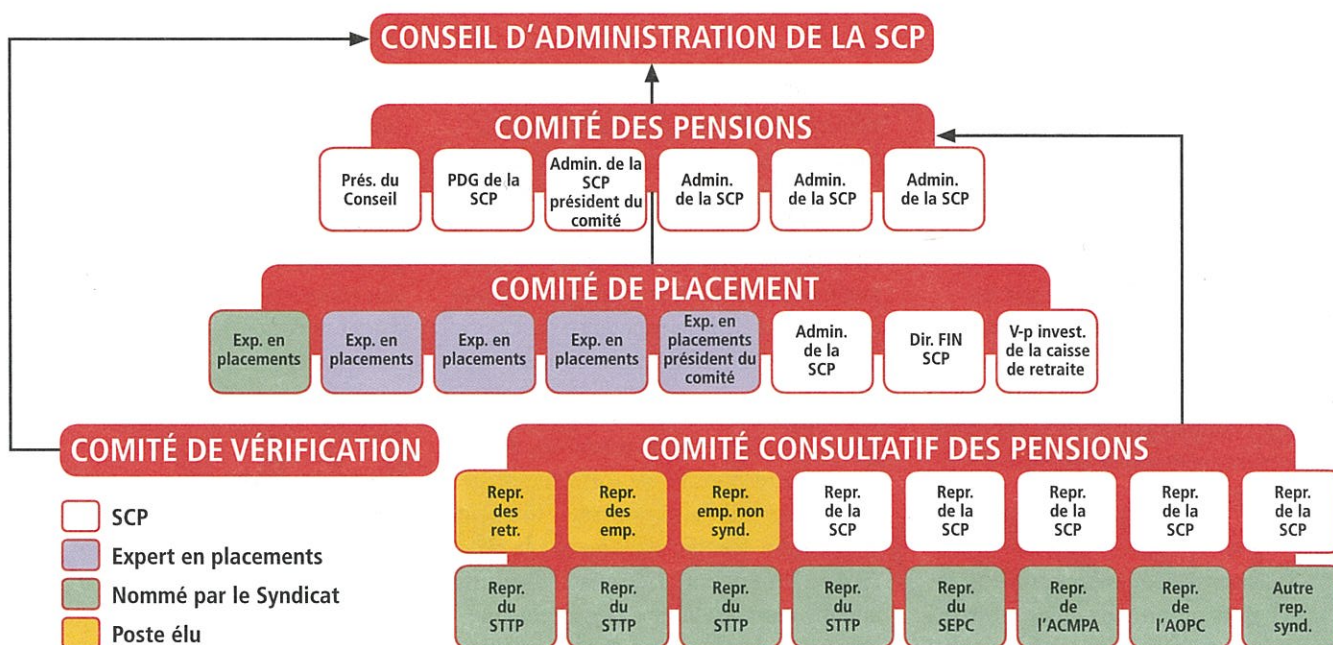 CONSEIL D'ADMINISTRATION DE LA SCP
COMITÉ DES PENSIONS
Prés. du
Conseil
PDG de la
SCP
Admin. de la
SCP
président du
comité
Admin.
de la SCP
Admin.
de la SCP
Admin.
de la SCP
COMITÉ DE PLACEMENT
Exp. en
placements
Exp. en
placements
Exp. en
placements
Exp. en
placements
Exp. en
placements
président du
comité
Admin.
de la
SCP
Dir. FIN
SCP
V-p invest.
de la caisse
de retraite
COMITÉ DE VÉRIFICATION
COMITÉ CONSULTATIF DES PENSIONS
Repr.
des
retr.
Repr.
des
emp.
Repr.
emp. non
synd.
Repr.
de la
SCP
Repr.
de la
SCP
Repr.
de la
SCP
Repr.
de la
SCP
Repr.
de la
SCP
Repr.
du
STTP
Repr.
du
STTP
Repr.
du
STTP
Repr.
du
STTP
Repr.
du
SEPC
Repr.
de
l'ACMPA
Repr.
de
l'AOPC
Autre
rep.
synd.
SCP
Expert en placements
Nommé par le Syndicat
Poste élu